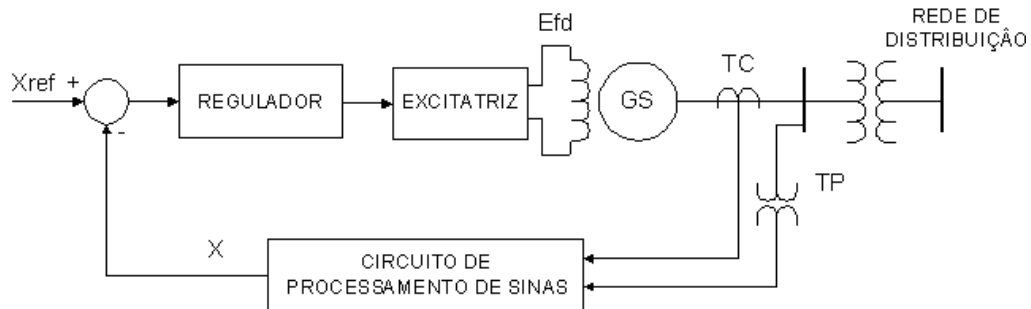 Efd
REDE DE
DISTRIBUIÇÂO
TC
Xref +
REGULADOR
EXCITATRIZ
GS
-
TP
X
CIRCUITO DE
PROCESSAMENTO DE SINAS